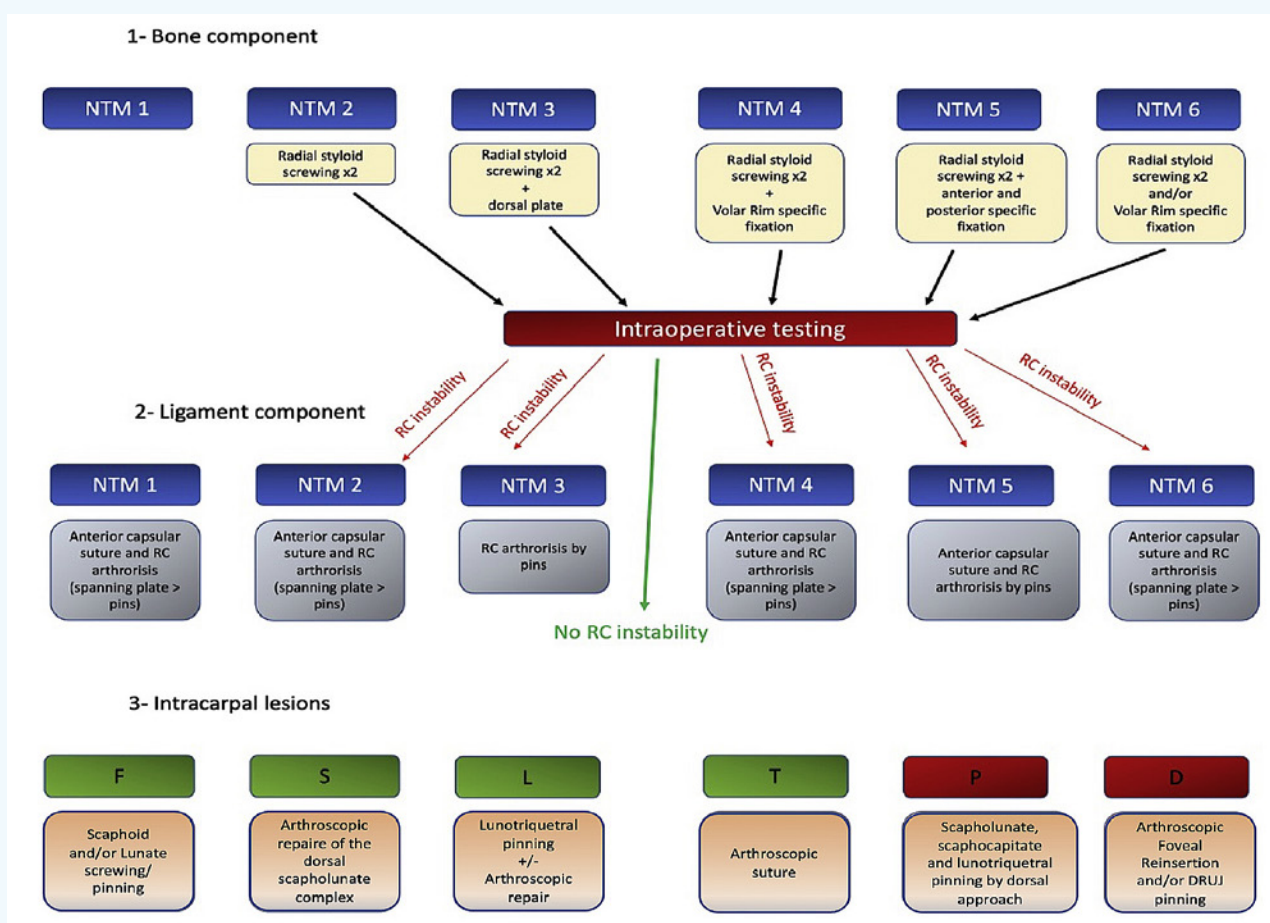 1- Bone component
NTM 1
NTM 2
NTM 3
NTM 4
NTM 5
NTM 6
Radial styloid
screwing x2
Radial styloid
screwing x2
+
dorsal plate
Radial styloid
screwing x2
+
Volar Rim specific
fixation
Radial styloid
screwing x2 +
anterior and
posterior specific
fixation
Radial styloid
screwing x2
and/or
Volar Rim specific
fixation
Intraoperative testing
RC instability
RC instability
RC instability
RC instability
RC instability
2- Ligament component
NTM 1
NTM 2
NTM 3
NTM 4
NTM 5
NTM 6
Anterior capsular
suture and RC
arthrorisis
(spanning plate >
pins)
Anterior capsular
suture and RC
arthrorisis
(spanning plate >
pins)
RC arthrorisis by
pins
Anterior capsular
suture and RC
arthrorisis
(spanning plate >
pins)
Anterior capsular
suture and RC
arthrorisis by pins
Anterior capsular
suture and RC
arthrorisis
(spanning plate >
pins)
No RC instability
3- Intracarpal lesions
F
S
L
T
P
D
Scaphoid
and/or Lunate
screwing/
pinning
Arthroscopic
repaire of the
dorsal
scapholunate
complex
Lunotriquetral
pinning
+/-
Arthroscopic
repair
Arthroscopic
suture
Scapholunate,
scaphocapitate
and lunotriquetral
pinning by dorsal
approach
Arthroscopic
Foveal
Reinsertion
and/or DRUJ
pinning